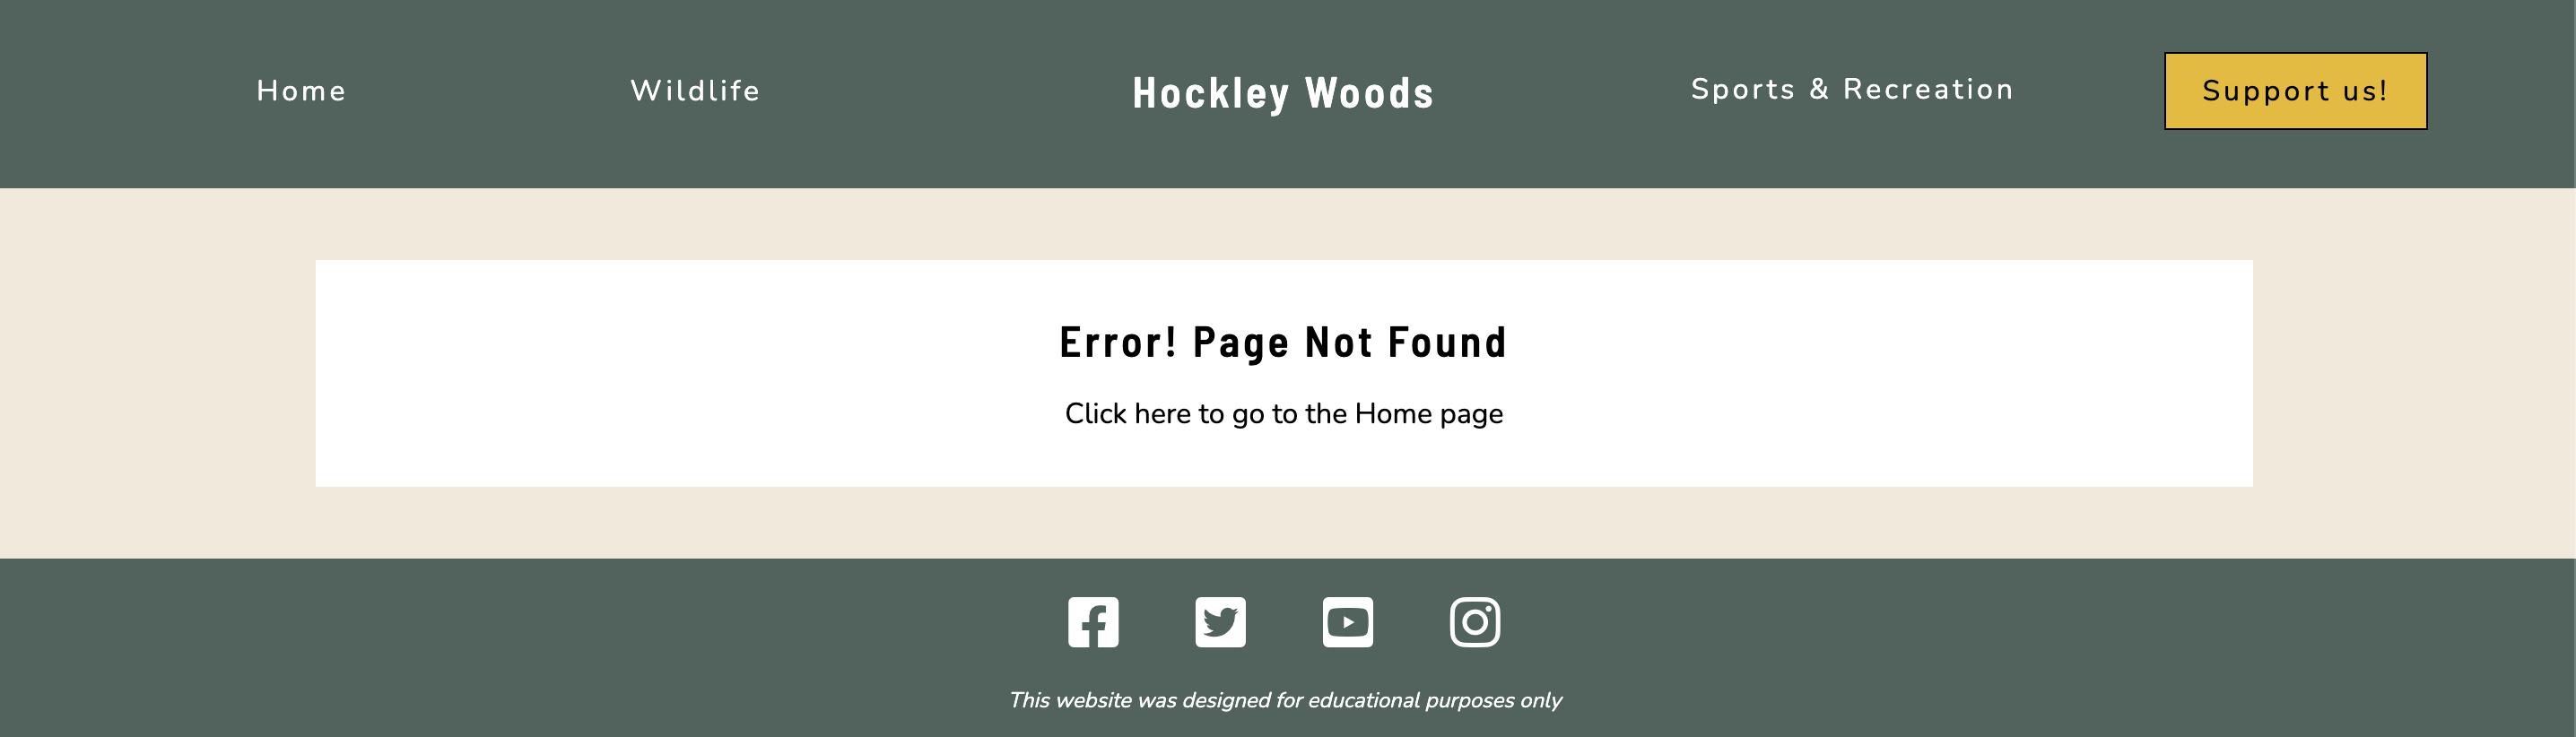 Home
Wildlife
Hockley Woods
Sports & Recreation
Support us!
Error! Page Not Found
Click here to go to the Home page
This website was designed for educational purposes only